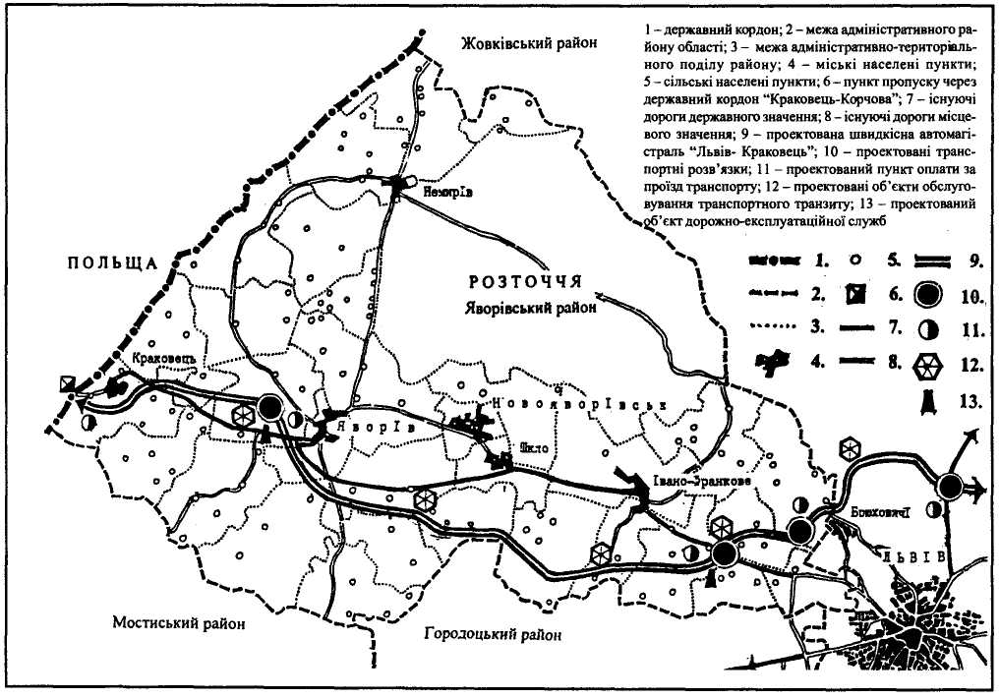 Жовківський район
1 – державний кордон; 2 – межа адміністративного ра-
йону області; 3 – межа адміністративно-територіаль-
ного поділу району; 4 – міські населені пункти;
5 – сільські населені пункти; 6 – пункт пропуску через
державний кордон “Краковець-Корчова”; 7 – існуючі
дороги державного значення; 8 – існуючі дороги місце-
вого значення; 9 – проектована швидкісна автомагі-
страль “Львів- Краковець”; 10 – проектовані транс-
портні розв’язки; 11 – проектований пункт оплати за
проїзд транспорту; 12 – проектовані об’єкти обслуго-
вування транспортного транзиту; 13 – проектований
об’єкт дорожно-експлуатаційної служб
Немирів
ПОЛЬЩА
РОЗТОЧЧЯ
Яворівський район
1. 5. 9.
2. 6. 10.
3. 7. 11.
4. 8. 12.
13.
Краковець
Новояворівськ
Яворів
Шкло
Івано-Франкове
Брюховичі
ЛЬВІВ
Мостиський район
Городоцький район